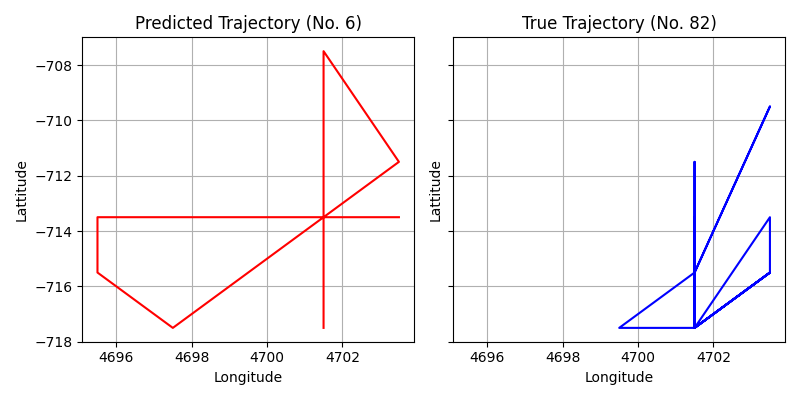 Predicted Trajectory (No. 6)
True Trajectory (No. 82)
Lattitude
−708
−710
−712
−714
−716
−718
4696
4698
4700
4702
Longitude
Lattitude
4696
4698
4700
4702
Longitude